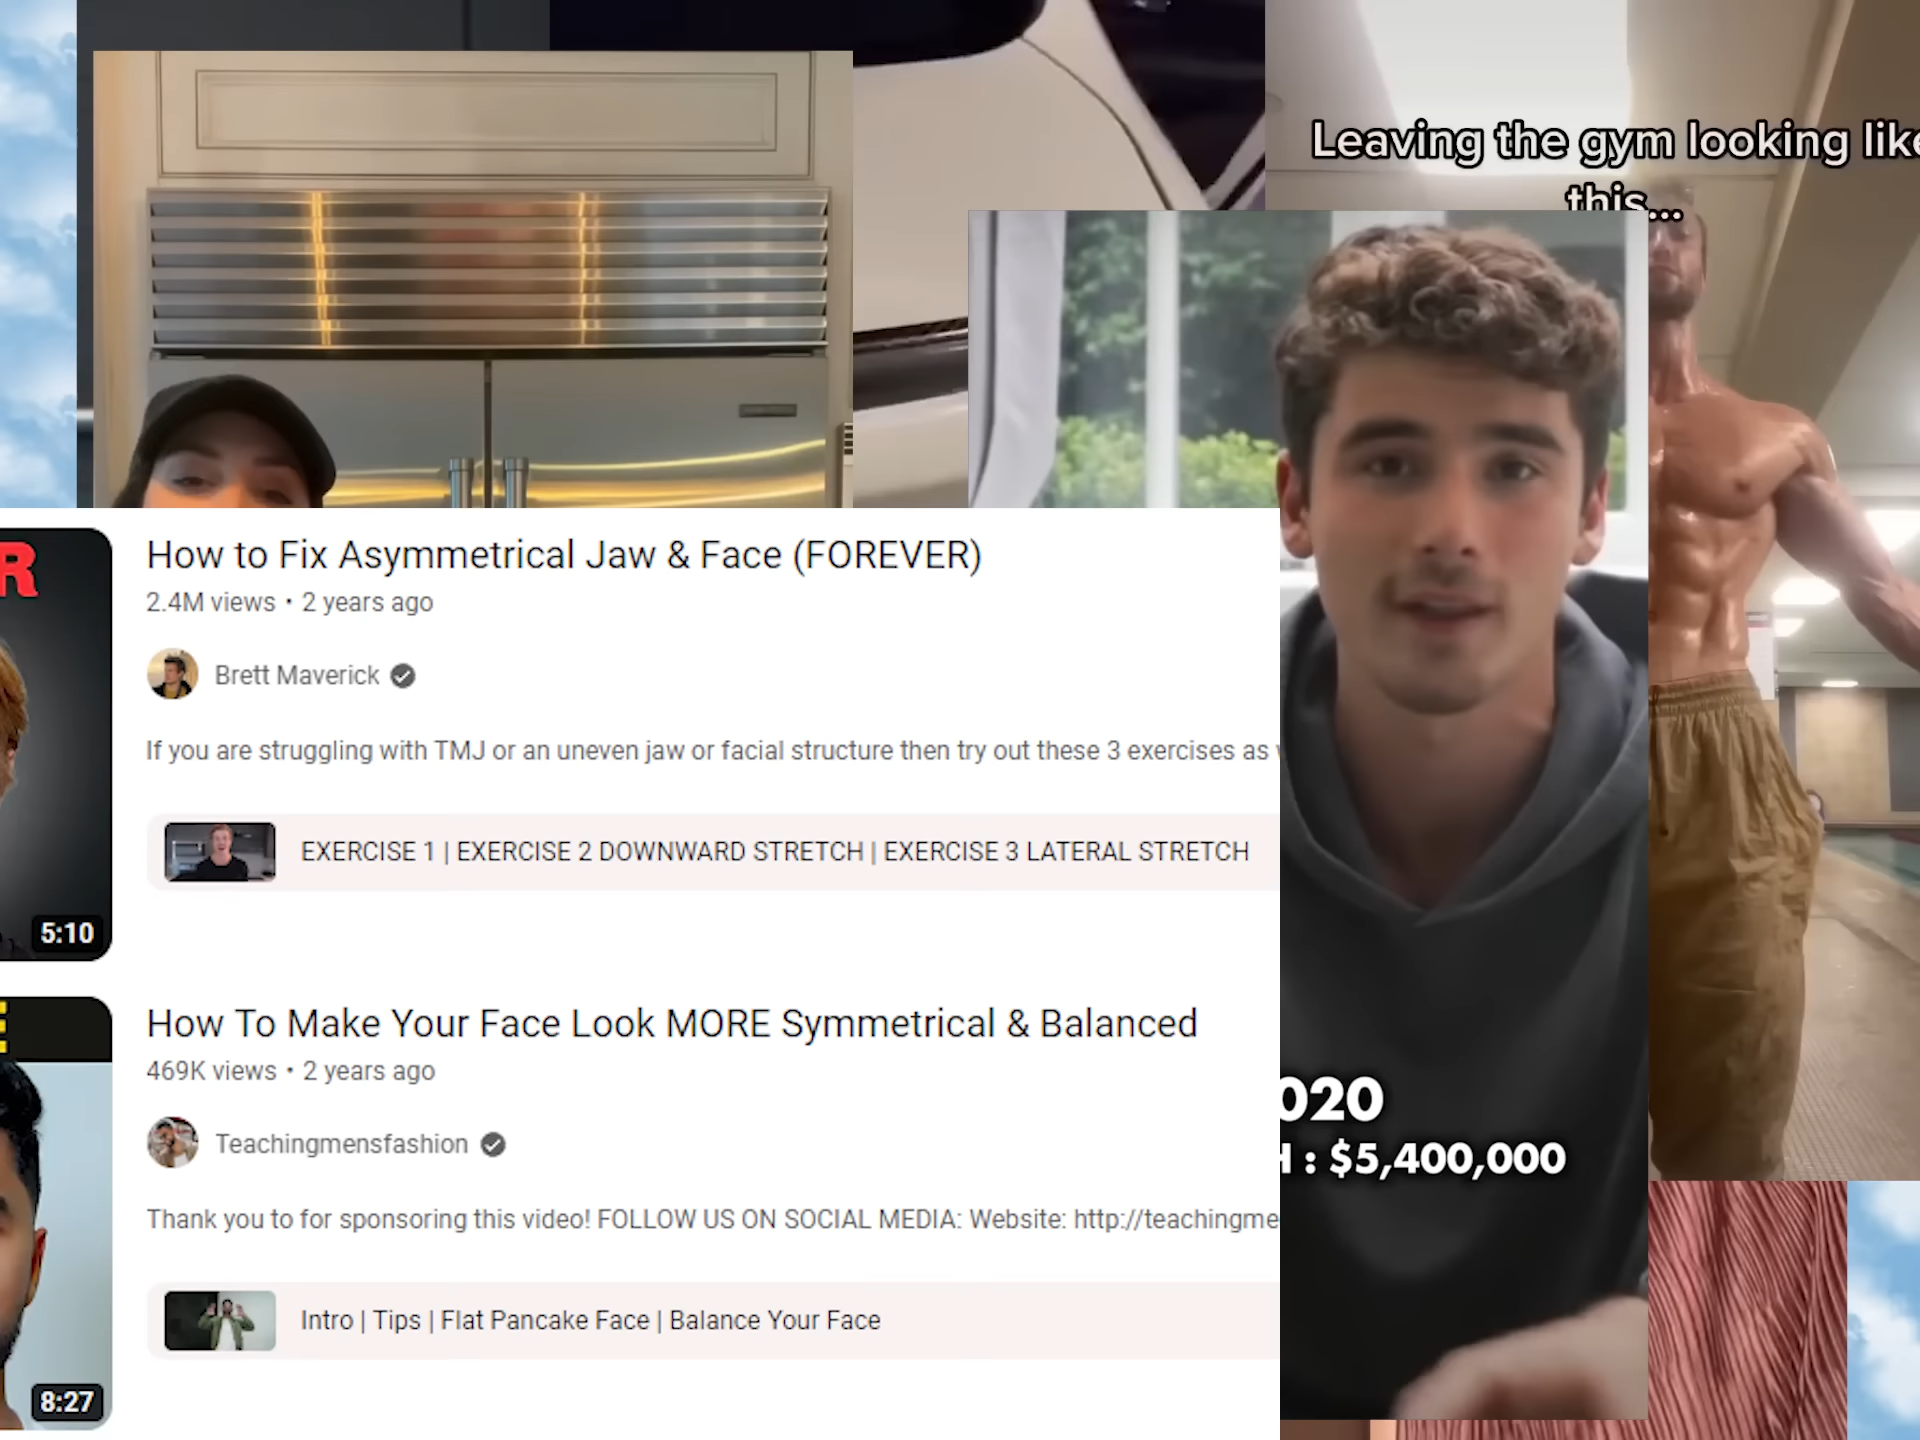 Leaving the gym looking like
this...
R
How to Fix Asymmetrical Jaw & Face (FOREVER)
2.4M views • 2 years ago
Brett Maverick
If you are struggling with TMJ or an uneven jaw or facial structure then try out these 3 exercises as
EXERCISE 1 | EXERCISE 2 DOWNWARD STRETCH | EXERCISE 3 LATERAL STRETCH
5:10
E
How To Make Your Face Look MORE Symmetrical & Balanced
469K views • 2 years ago
Teachingmensfashion
Thank you to for sponsoring this video! FOLLOW US ON SOCIAL MEDIA: Website: http://teachingme
Intro | Tips | Flat Pancake Face | Balance Your Face
8:27
020
: $5,400,000